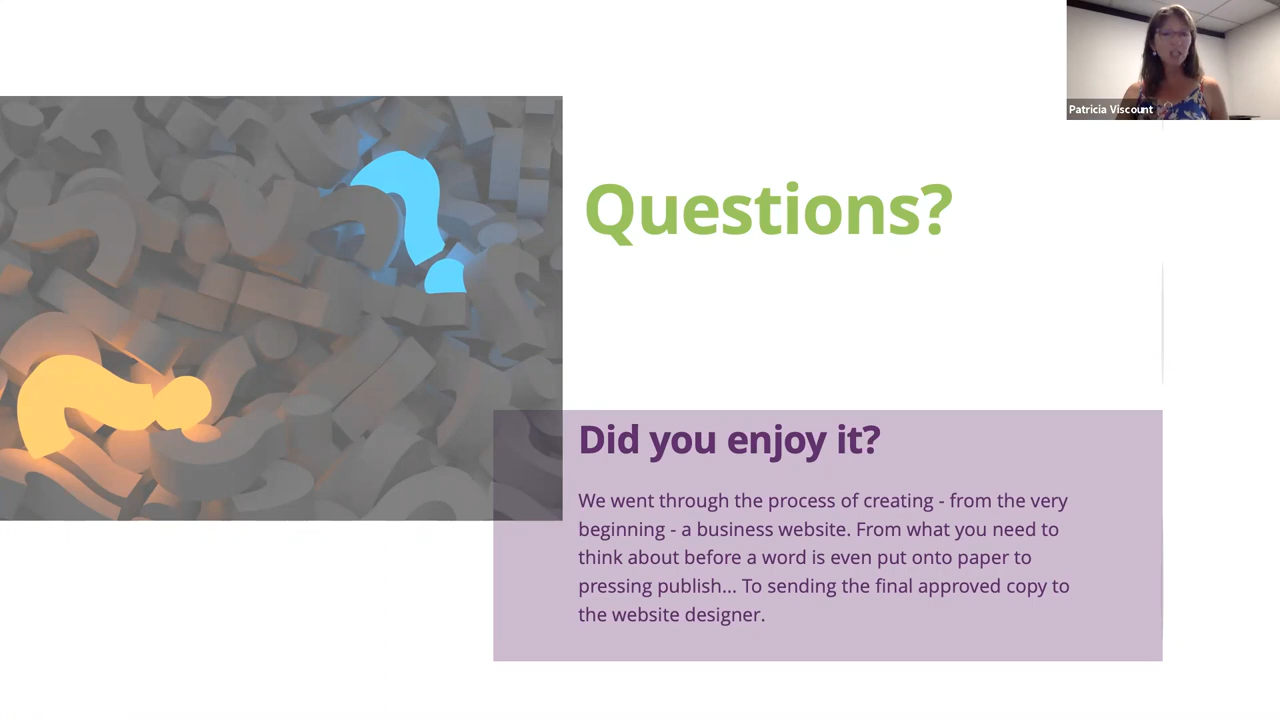 Patricia Viscount
Questions?
Did you enjoy it?
We went through the process of creating - from the very
beginning - a business website. From what you need to
think about before a word is even put onto paper to
pressing publish... To sending the final approved copy to
the website designer.